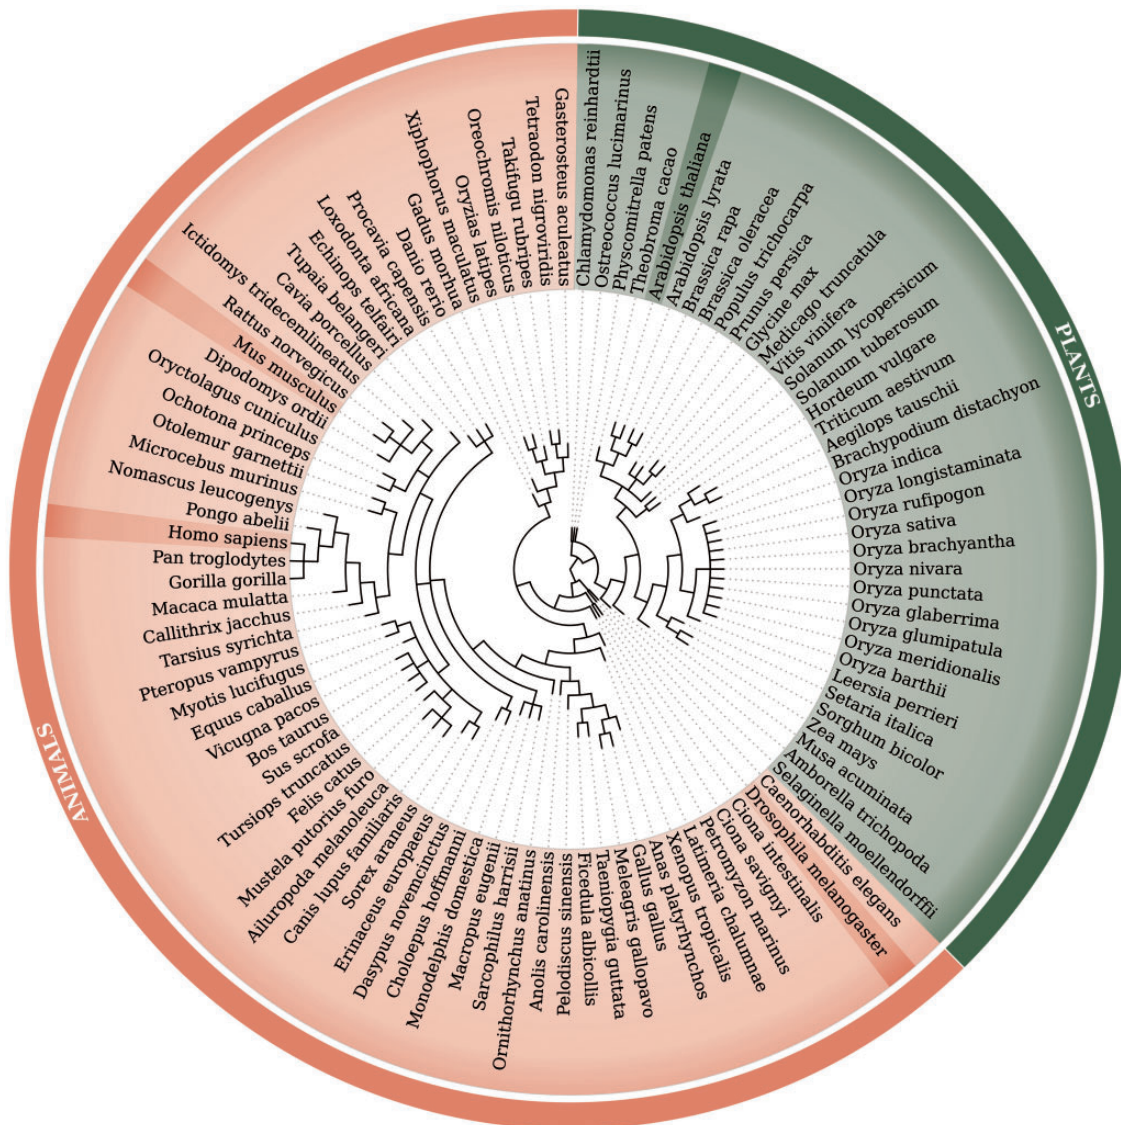 Chlamydomonas reinhardtii
Ostreococcus lucimarinus
Physcomitrella patens
Theobroma cacao
Arabidopsis thaliana
Arabidopsis lyrata
Brassica rapa
Brassica oleracea
Populus trichocarpa
Prunus persica
Glycine max
Medicago truncatula
Vitis vinifera
Solanum lycopersicum
Solanum tuberosum
Hordeum vulgare
Triticum aestivum
Aegilops tauschii
Brachypodium distachyon
Oryza indica
Oryza longistaminata
Oryza rufipogon
Oryza sativa
Oryza brachyantha
Oryza nivara
Oryza punctata
Oryza glaberrima
Oryza glumipatula
Oryza meridionalis
Oryza barthii
Leersia perrieri
Setaria italica
Sorghum bicolor
Zea mays
Musa acuminata
Amborella trichopoda
Selaginella moellendorffii
PLANTS
Caenorhabditis elegans
Drosophila melanogaster
Ciona intestinalis
Ciona savignyi
Petromyzon marinus
Latimeria chalumnae
Xenopus tropicalis
Anas platyrhynchos
Gallus gallus
Meleagris gallopavo
Taeniopygia guttata
Ficedula albicollis
Pelodiscus sinensis
Anolis carolinensis
Ornithorhynchus anatinus
Sarcophilus harrisii
Macropus eugenii
Monodelphis domestica
Choloepus hoffmannii
Dasypus novemcinctus
Erinaceus europaeus
Sorex araneus
Canis lupus familiaris
Ailuropoda melanoleuca
Mustela putorius furo
Felis catus
Tursiops truncatus
Sus scrofa
Bos taurus
Vicugna pacos
Equus caballus
Myotis lucifugus
Pteropus vampyrus
Tarsius syrichta
Callithrix jacchus
Macaca mulatta
Gorilla gorilla
Pan troglodytes
Homo sapiens
Pongo abelii
Nomascus leucogenys
Microcebus murinus
Otolemur garnettii
Ochotona princeps
Oryctolagus cuniculus
Dipodomys ordii
Mus musculus
Rattus norvegicus
Ictidomys tridecemlineatus
Cavia porcellus
Tupaia belangeri
Echinops telfairi
Loxodonta africana
Procavia capensis
Danio rerio
Gadus morhua
Xiphophorus maculatus
Oryzias latipes
Oreochromis niloticus
Takifugu rubripes
Tetraodon nigroviridis
Gasterosteus aculeatus
ANIMALS